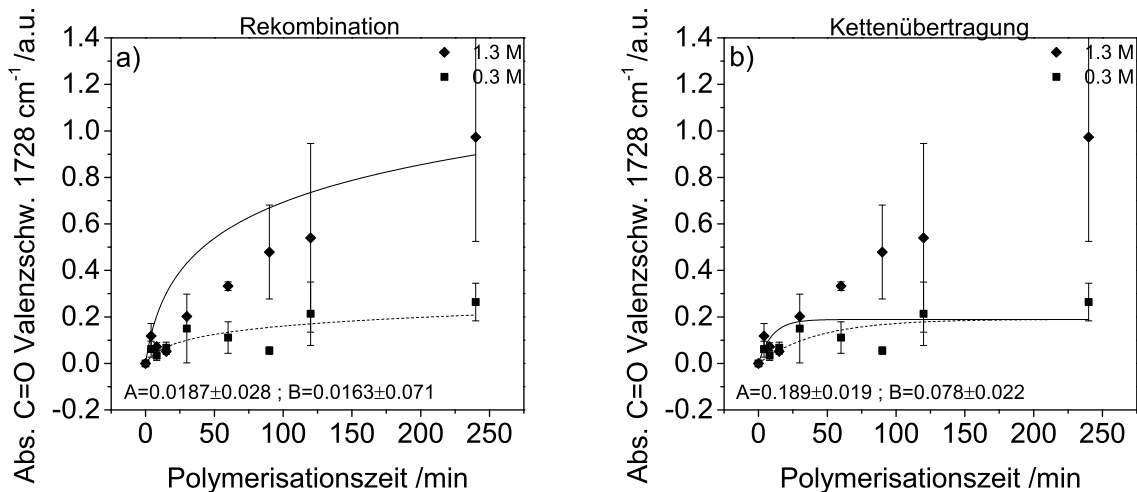 Rekombination
a)
1.3 M
0.3 M
1.4
1.2
1.0
0.8
0.6
0.4
0.2
0.0
-0.2
Abs. C=O Valenzschw. 1728 cm-1 /a.u.
A=0.0187±0.028 ; B=0.0163±0.071
0 50 100 150 200 250
Polymerisationszeit /min
Kettenübertragung
b)
1.3 M
0.3 M
1.4
1.2
1.0
0.8
0.6
0.4
0.2
0.0
-0.2
Abs. C=O Valenzschw. 1728 cm-1 /a.u.
A=0.189±0.019 ; B=0.078±0.022
0 50 100 150 200 250
Polymerisationszeit /min